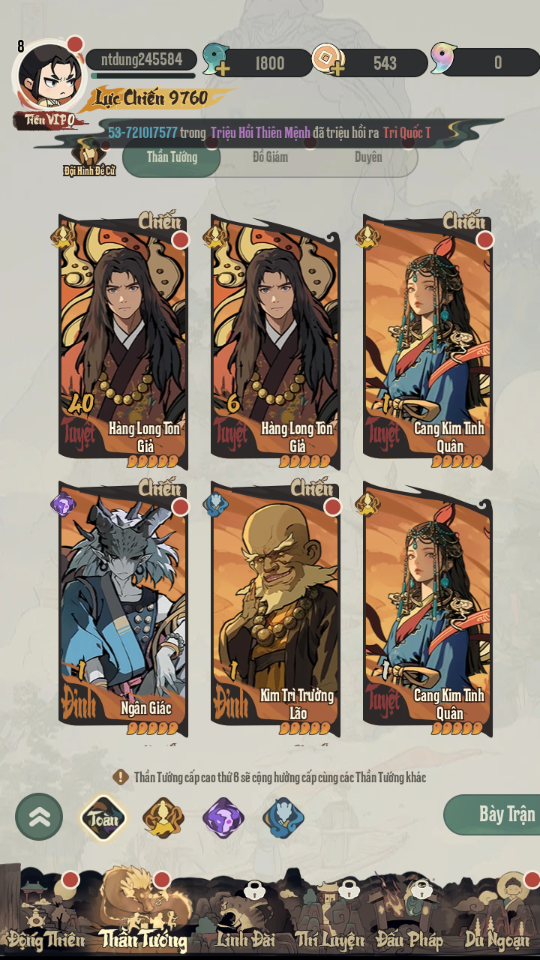 8
ntdung245584
1800
543
0
Lực Chiến 9760
Tiên VIP 0
53-721017577 trong Triệu Hồi Thiên Mệnh đã triệu hồi ra Tri Quốc T
Đội Hình Đề Cử
Thần Tướng
Đồ Giám
Duyên
Chiến
Chiến
40
Tuyệt
Hàng Long Tôn Giả
6
Tuyệt
Hàng Long Tôn Giả
1
Tuyệt
Cang Kim Tinh Quân
Chiến
Chiến
1
Đỉnh
Ngân Giác
1
Đỉnh
Kim Trì Trưởng Lão
1
Tuyệt
Cang Kim Tinh Quân
Thần Tướng cấp cao thứ 6 sẽ cộng hưởng cấp cùng các Thần Tướng khác
Toàn
Bày Trận
Động Thiên
Thần Tướng
Linh Đài
Thí Luyện
Đấu Pháp
Du Ngoạn